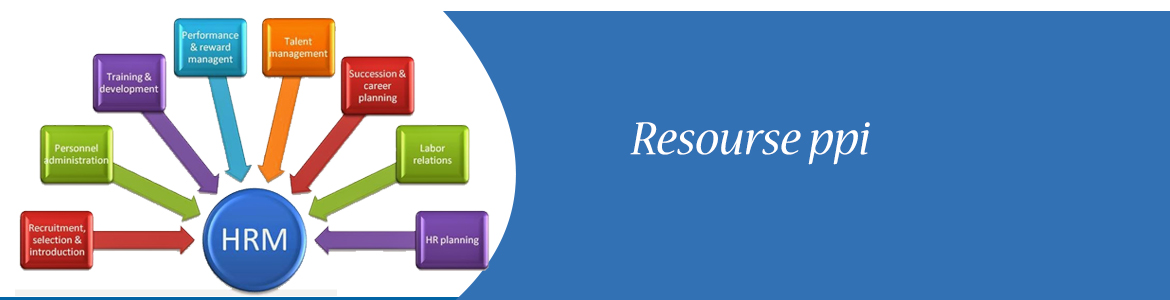 Performance
& reward
managent
Talent
management
Training &
development
Succession &
career
planning
Personnel
administration
Labor
relations
Recruitment,
selection &
introduction
HRM
HR planning
Resourse ppi